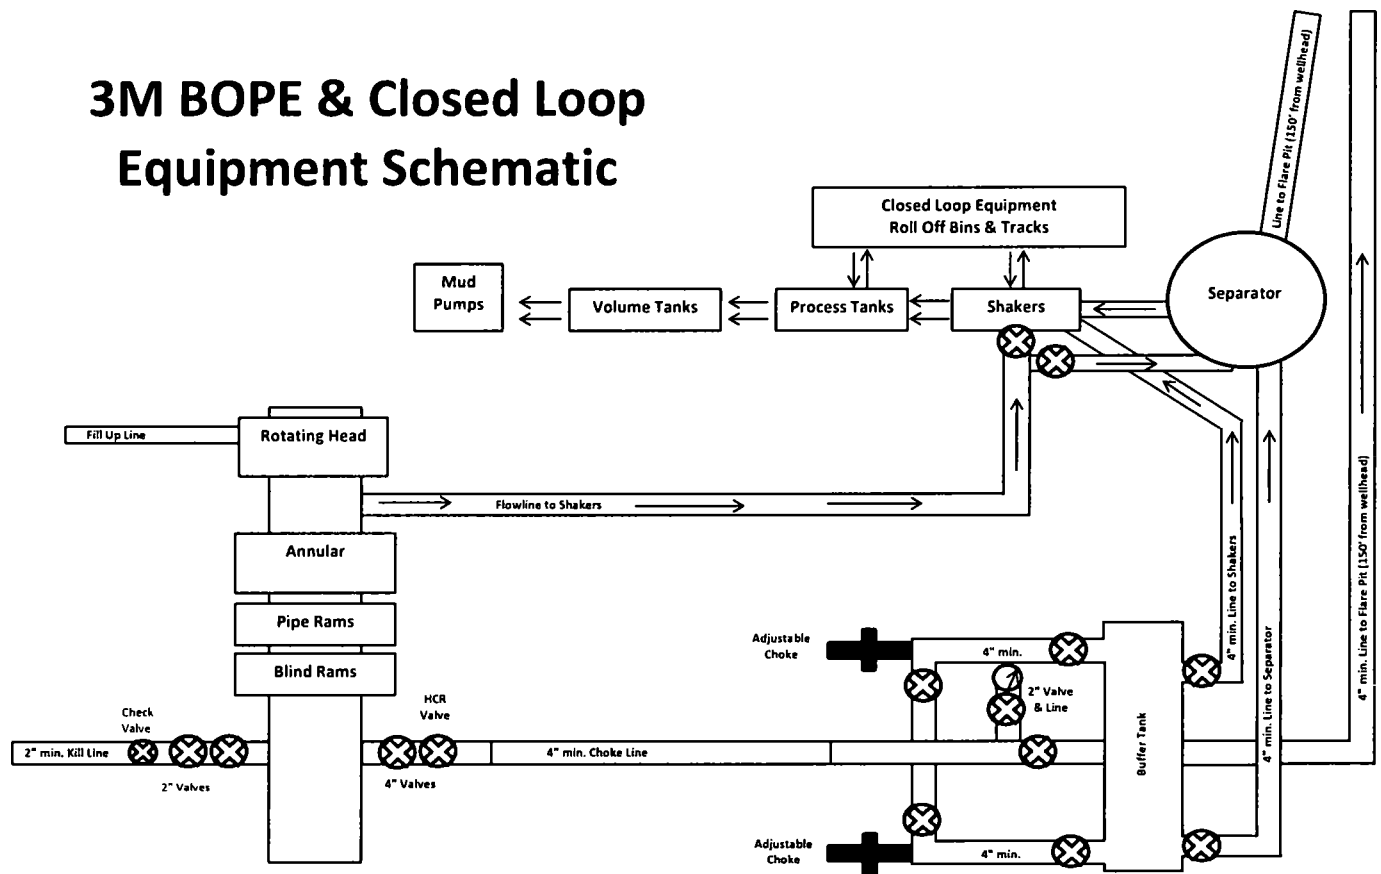 3M BOPE & Closed Loop
Equipment Schematic
Closed Loop Equipment
Roll Off Bins & Tracks
Mud
Pumps
Volume Tanks
Process Tanks
Shakers
Separator
Line to Flare Pit (150' from wellhead)
Fill Up Line
Rotating Head
Flowline to Shakers
Annular
Pipe Rams
Blind Rams
Check
Valve
HCR
Valve
2" min. Kill Line
2" Valves
4" Valves
4" min. Choke Line
Adjustable
Choke
4" min.
2" Valve
& Line
Buffer Tank
Adjustable
Choke
4" min.
4" min. Line to Shakers
4" min. Line to Separator
4" min. Line to Flare Pit (150' from wellhead)